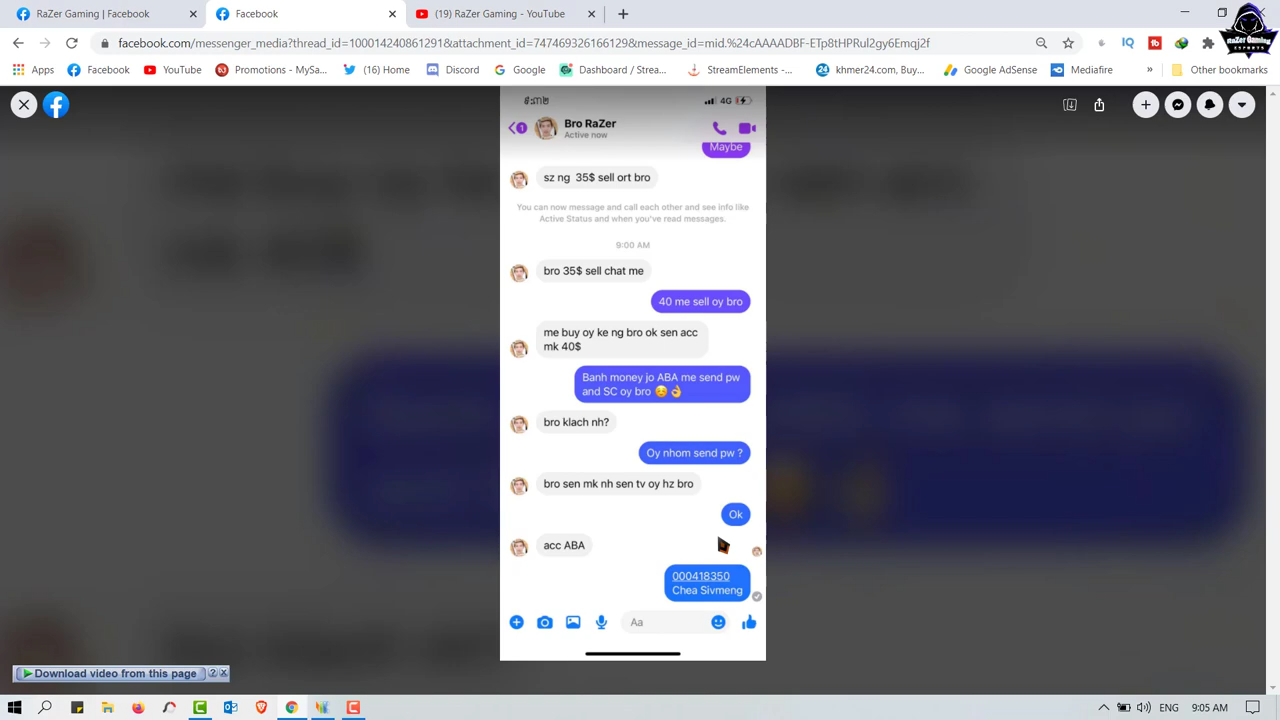 RaZer Gaming | Facebook
Facebook
(19) RaZer Gaming - YouTube
facebook.com/messenger_media?thread_id=100014240861291&attachment_i
message_id=mid.%24cAAAADBF-ETp8tHPRul2gy6Emqj2f
Apps
Facebook
YouTube
Promotions - MySa...
(16) Home
Discord
Google
Dashboard / Strea...
StreamElements -...
khmer24.com, Buy...
Google AdSense
Mediafire
»
Other bookmarks
RaZer Gaming
ESPORTS
4G
1
Bro RaZer
Active now
Maybe
sz ng 35$ sell ort bro
You can now message and call each other and see info like
Active Status and when you've read messages.
9:00 AM
bro 35$ sell chat me
40 me sell oy bro
me buy oy ke ng bro ok sen acc
mk 40$
Banh money jo ABA me send pw
and SC oy bro 😌👌
bro klach nh?
Oy nhom send pw ?
bro sen mk nh sen tv oy hz bro
Ok
acc ABA
000418350
Chea Sivmeng
Aa
Download video from this page
?
x
ENG
9:05 AM